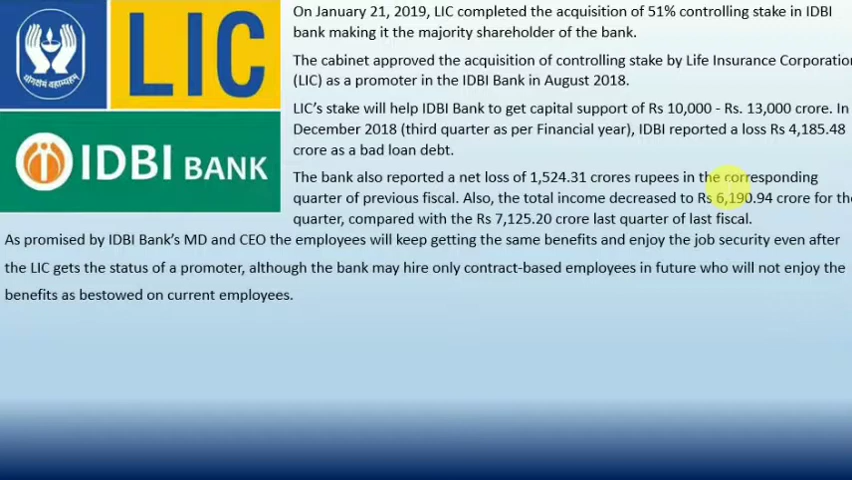 LIC
योगक्षेमं वहाम्यहम्
IDBI BANK
On January 21, 2019, LIC completed the acquisition of 51% controlling stake in IDBI
bank making it the majority shareholder of the bank.
The cabinet approved the acquisition of controlling stake by Life Insurance Corporation
(LIC) as a promoter in the IDBI Bank in August 2018.
LIC's stake will help IDBI Bank to get capital support of Rs 10,000 - Rs. 13,000 crore. In
December 2018 (third quarter as per Financial year), IDBI reported a loss Rs 4,185.48
crore as a bad loan debt.
The bank also reported a net loss of 1,524.31 crores rupees in the corresponding
quarter of previous fiscal. Also, the total income decreased to Rs 6,190.94 crore for the
quarter, compared with the Rs 7,125.20 crore last quarter of last fiscal.
As promised by IDBI Bank's MD and CEO the employees will keep getting the same benefits and enjoy the job security even after
the LIC gets the status of a promoter, although the bank may hire only contract-based employees in future who will not enjoy the
benefits as bestowed on current employees.